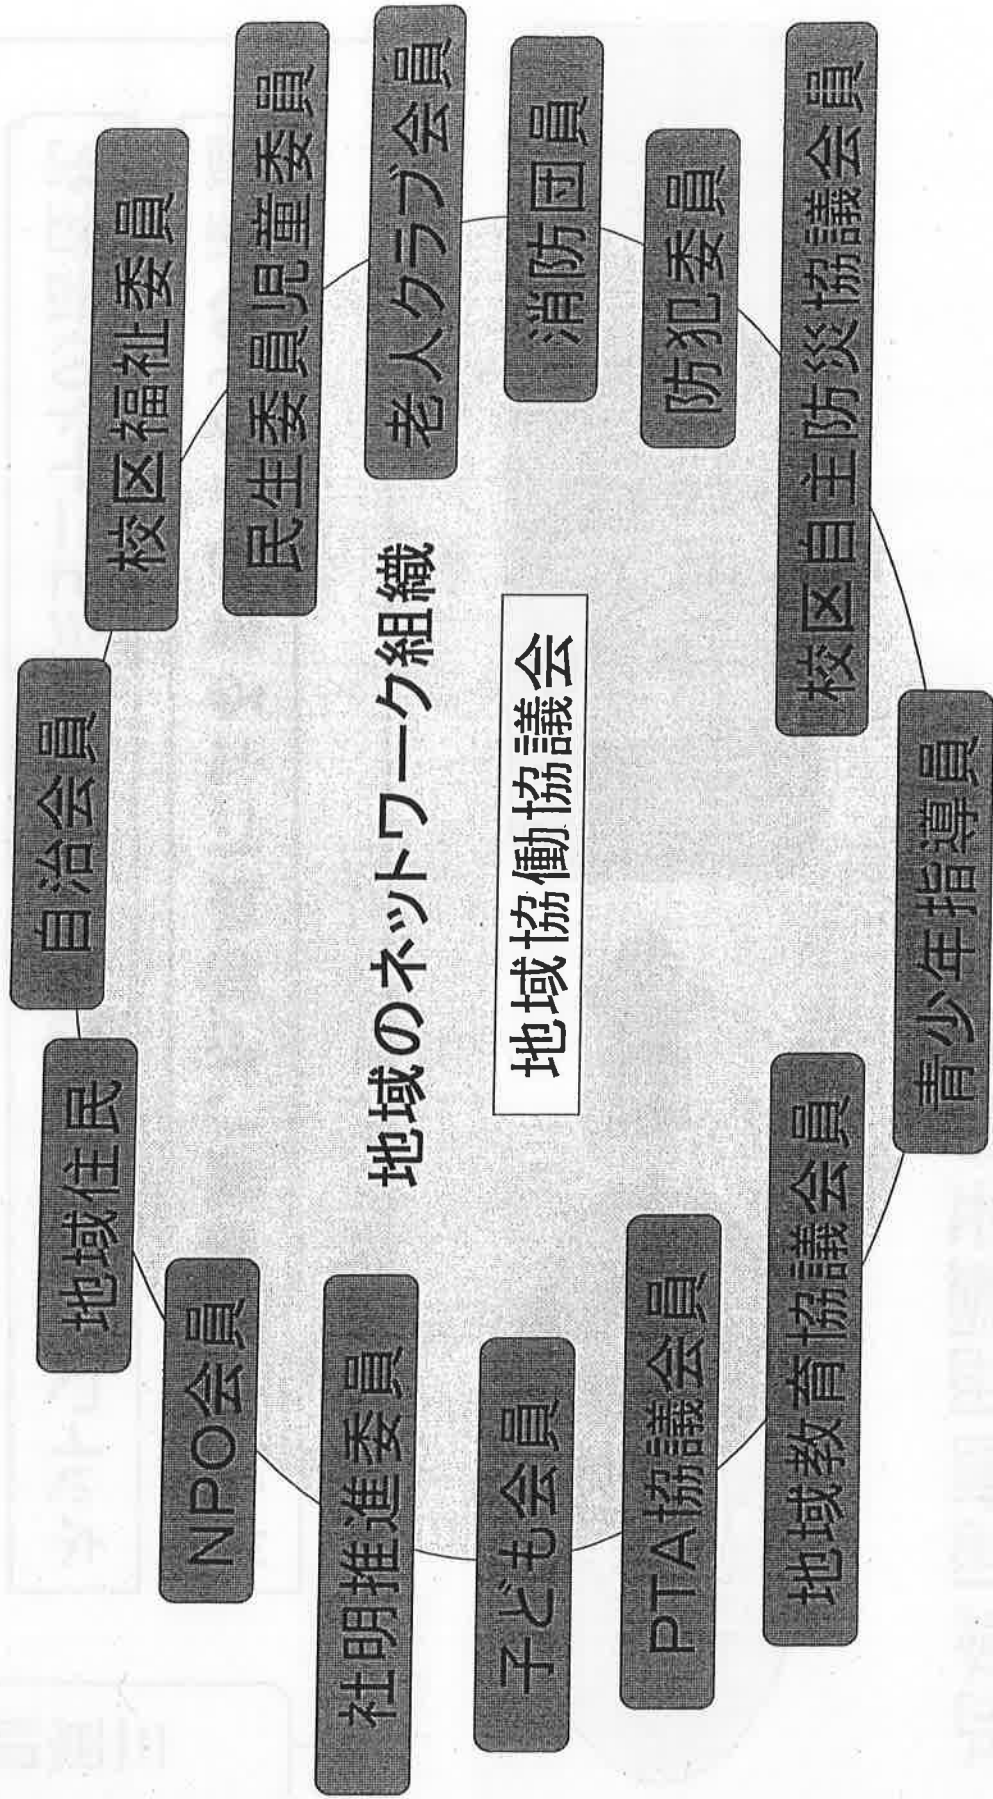 自治会員
地域住民
校区福祉委員
NPO会員
民生委員児童委員
社明推進委員
地域のネットワーク組織
老人クラブ会員
子ども会員
地域協働協議会
消防団員
PTA協議会員
防犯委員
地域教育協議会員
校区自主防災協議会員
青少年指導員